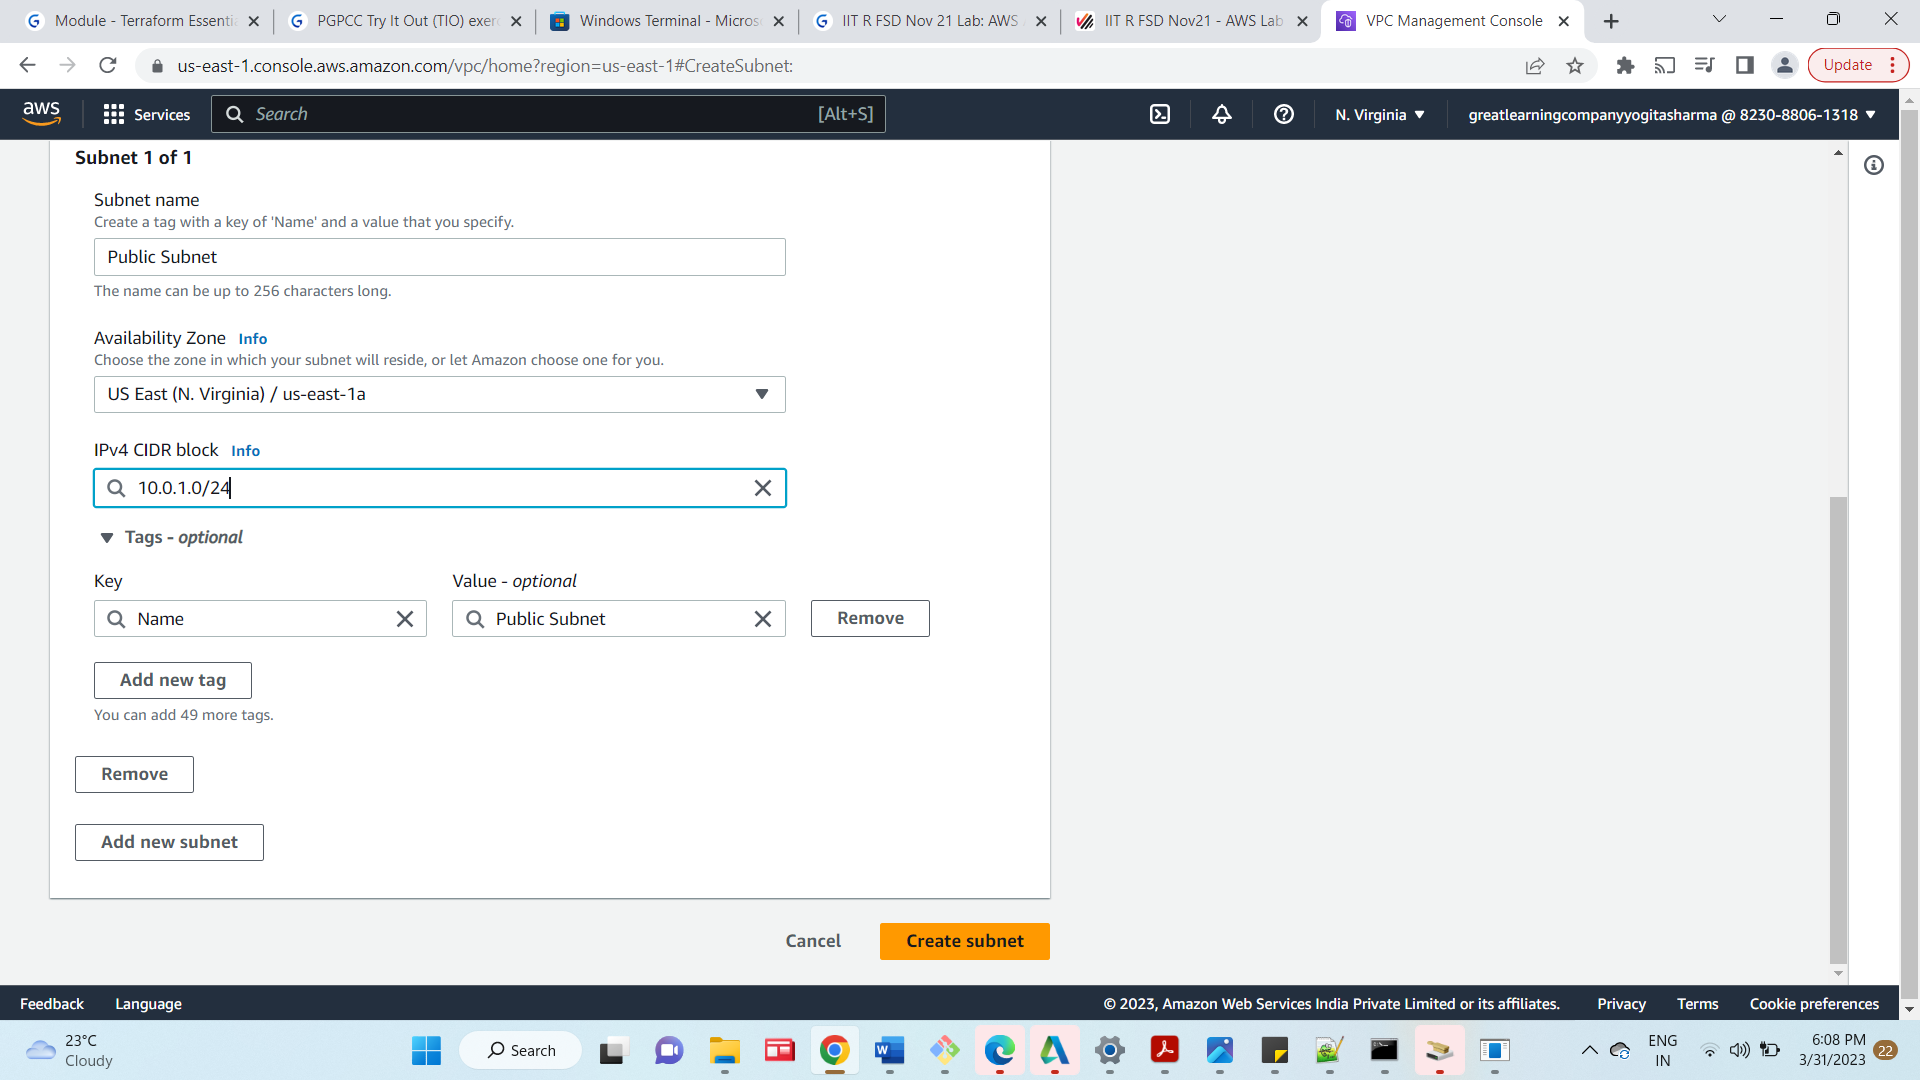 Module - Terraform Essenti
PGPCC Try It Out (TIO) exer
Windows Terminal - Micros
IIT R FSD Nov 21 Lab: AWS
IIT R FSD Nov21 - AWS Lab
VPC Management Console
us-east-1.console.aws.amazon.com/vpc/home?region=us-east-1#CreateSubnet:
Update
aws
Services
Search
[Alt+S]
N. Virginia
greatlearningcompanyyogitasharma @ 8230-8806-1318
Subnet 1 of 1
Subnet name
Create a tag with a key of 'Name' and a value that you specify.
Public Subnet
The name can be up to 256 characters long.
Availability Zone Info
Choose the zone in which your subnet will reside, or let Amazon choose one for you.
US East (N. Virginia) / us-east-1a
IPv4 CIDR block Info
10.0.1.0/24
Tags - optional
Key
Value - optional
Name
Public Subnet
Remove
Add new tag
You can add 49 more tags.
Remove
Add new subnet
Cancel
Create subnet
Feedback
Language
© 2023, Amazon Web Services India Private Limited or its affiliates.
Privacy
Terms
Cookie preferences
23°C
Cloudy
Search
ENG
IN
6:08 PM
3/31/2023
22